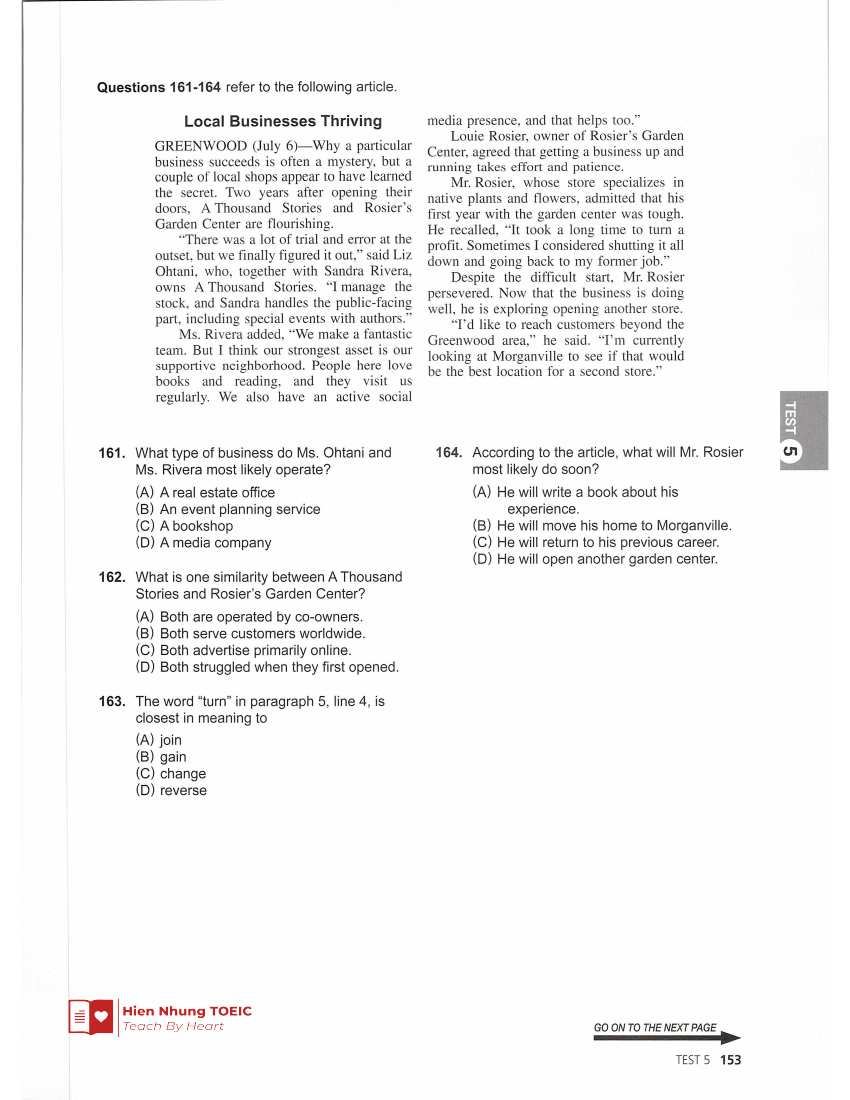 Questions 161-164 refer to the following article.
Local Businesses Thriving
GREENWOOD (July 6)—Why a particular
business succeeds is often a mystery, but a
couple of local shops appear to have learned
the secret. Two years after opening their
doors, A Thousand Stories and Rosier's
Garden Center are flourishing.
"There was a lot of trial and error at the
outset, but we finally figured it out," said Liz
Ohtani, who, together with Sandra Rivera,
owns A Thousand Stories. "I manage the
stock, and Sandra handles the public-facing
part, including special events with authors."
Ms. Rivera added, "We make a fantastic
team. But I think our strongest asset is our
supportive neighborhood. People here love
books and reading, and they visit us
regularly. We also have an active social
media presence, and that helps too."
Louie Rosier, owner of Rosier's Garden
Center, agreed that getting a business up and
running takes effort and patience.
Mr. Rosier, whose store specializes in
native plants and flowers, admitted that his
first year with the garden center was tough.
He recalled, "It took a long time to turn a
profit. Sometimes I considered shutting it all
down and going back to my former job."
Despite the difficult start, Mr. Rosier
persevered. Now that the business is doing
well, he is exploring opening another store.
"I'd like to reach customers beyond the
Greenwood area," he said. "I'm currently
looking at Morganville to see if that would
be the best location for a second store."
161. What type of business do Ms. Ohtani and
Ms. Rivera most likely operate?
(A) A real estate office
(B) An event planning service
(C) A bookshop
(D) A media company
162. What is one similarity between A Thousand
Stories and Rosier's Garden Center?
(A) Both are operated by co-owners.
(B) Both serve customers worldwide.
(C) Both advertise primarily online.
(D) Both struggled when they first opened.
163. The word "turn" in paragraph 5, line 4, is
closest in meaning to
(A) join
(B) gain
(C) change
(D) reverse
164. According to the article, what will Mr. Rosier
most likely do soon?
(A) He will write a book about his
experience.
(B) He will move his home to Morganville.
(C) He will return to his previous career.
(D) He will open another garden center.
TEST 5
Hien Nhung TOEIC
Teach By Heart
GO ON TO THE NEXT PAGE
TEST 5 153